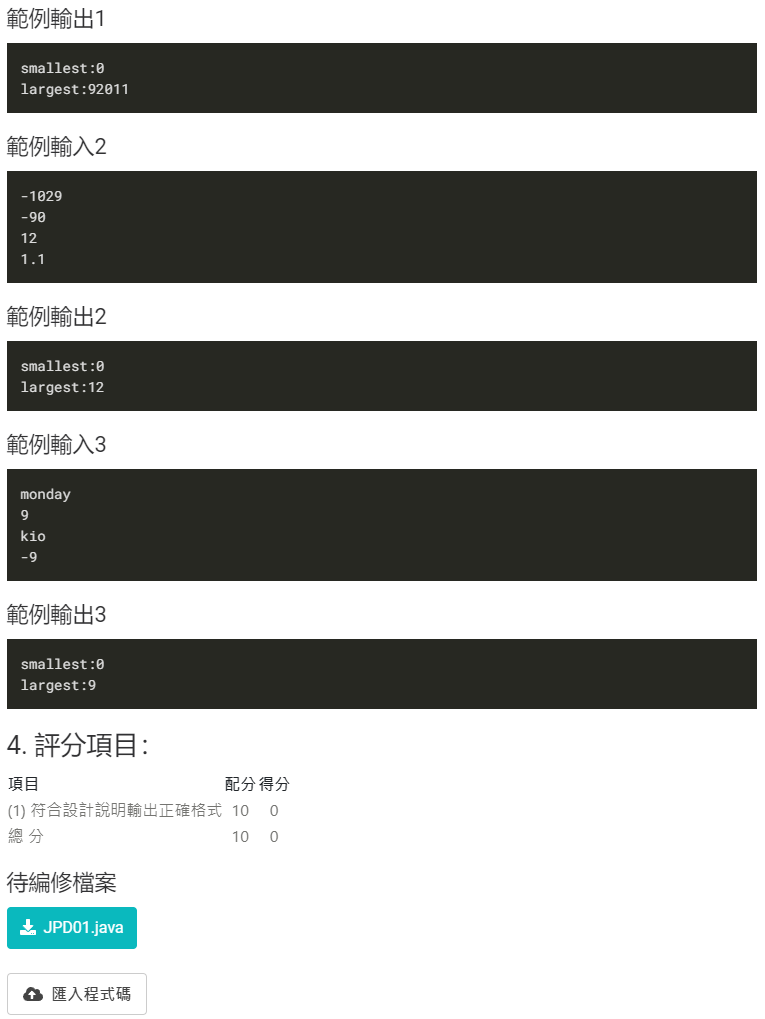 範例輸出1
smallest:0
largest:92011
範例輸入2
-1029
-90
12
1.1
範例輸出2
smallest:0
largest:12
範例輸入3
monday
9
kio
-9
範例輸出3
smallest:0
largest:9
4. 評分項目：
項目 配分 得分
(1) 符合設計說明輸出正確格式 10 0
總 分 10 0
待編修檔案
JPD01.java
匯入程式碼